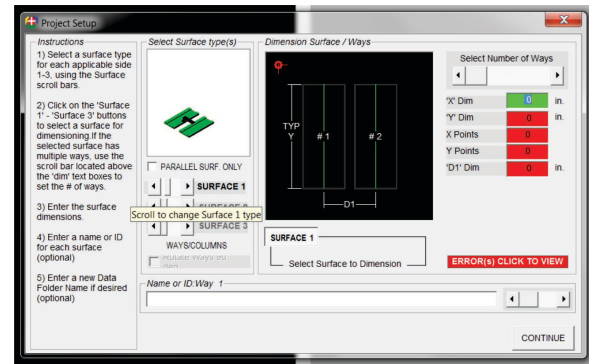 Project Setup
Instructions
1) Select a surface type
for each applicable side
1-3, using the Surface
scroll bars.
2) Click on the 'Surface
1' - 'Surface 3' buttons
to select a surface for
dimensioning.If the
selected surface has
multiple ways, use the
scroll bar located above
the 'dim' text boxes to
set the # of ways.
3) Enter the surface
dimensions.
4) Enter a name or ID
for each surface
(optional)
5) Enter a new Data
Folder Name if desired
(optional)
Select Surface type(s)
PARALLEL SURF. ONLY
SURFACE 1
Scroll to change Surface 1 type
SURFACE 3
WAYS/COLUMNS
Rotate Ways 90
Dimension Surface / Ways
TYP
Y
# 1
# 2
D1
SURFACE 1
Select Surface to Dimension
Select Number of Ways
'X' Dim 0 in.
'Y' Dim 0 in.
X Points 0
Y Points 0
'D1' Dim 0 in.
ERROR(s) CLICK TO VIEW
Name or ID:Way 1
CONTINUE